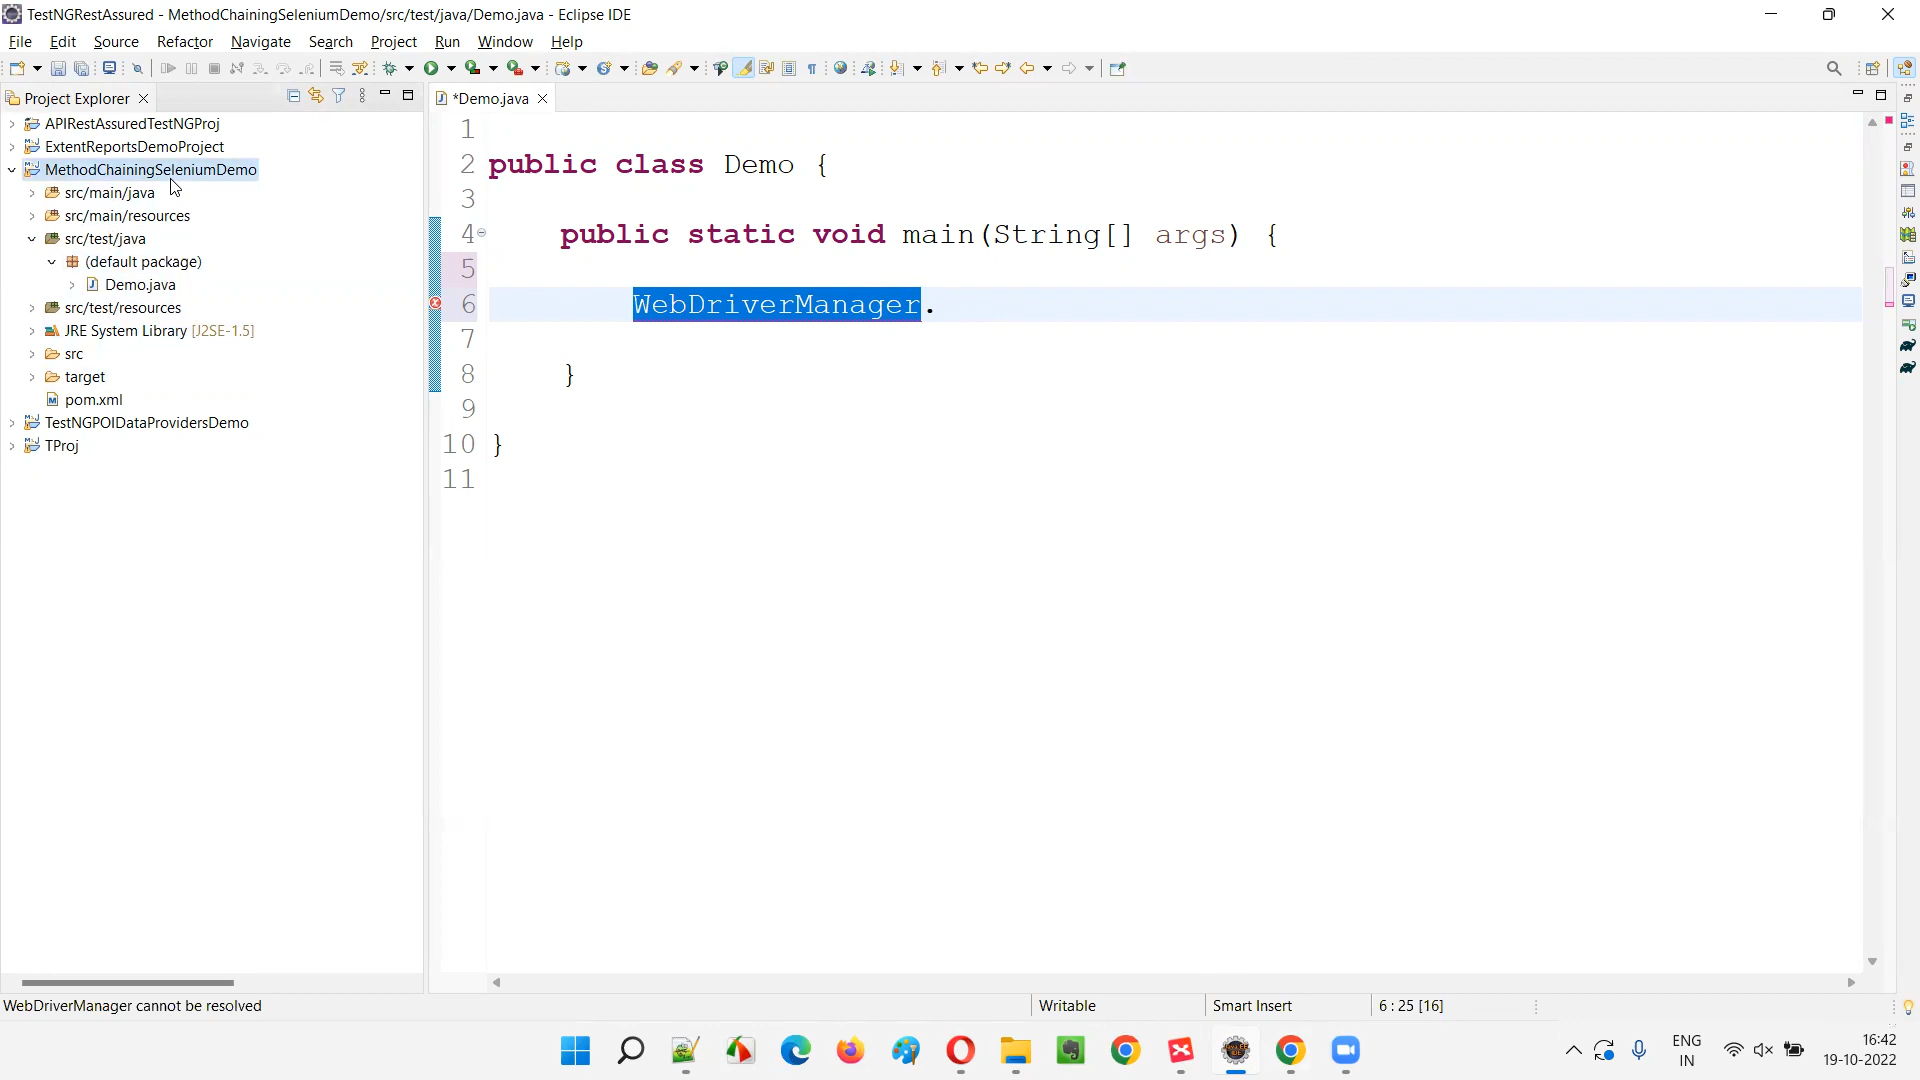 TestNGRestAssured - MethodChainingSeleniumDemo/src/test/java/Demo.java - Eclipse IDE
File Edit Source Refactor Navigate Search Project Run Window Help
Project Explorer
APIRestAssuredTestNGProj
ExtentReportsDemoProject
MethodChainingSeleniumDemo
src/main/java
src/main/resources
src/test/java
(default package)
Demo.java
src/test/resources
JRE System Library [J2SE-1.5]
src
target
pom.xml
TestNGPOIDataProvidersDemo
TProj
*Demo.java
1
2 public class Demo {
3
4 public static void main(String[] args) {
5
6 WebDriverManager.
7
8 }
9
10 }
11
WebDriverManager cannot be resolved
Writable
Smart Insert
6 : 25 [16]
ENG
IN
16:42
19-10-2022